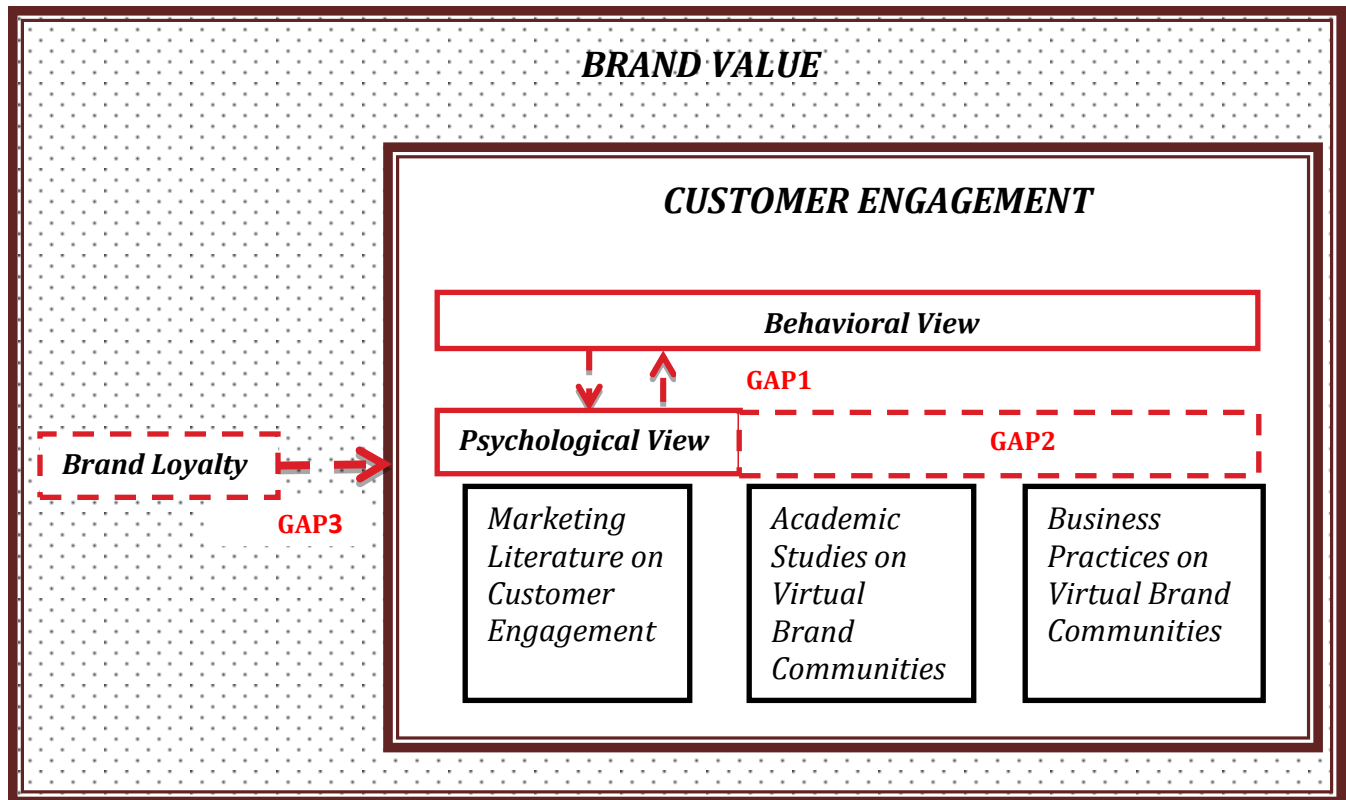 BRAND VALUE
CUSTOMER ENGAGEMENT
Behavioral View
GAP1
Psychological View
GAP2
Brand Loyalty
GAP3
Marketing
Literature on
Customer
Engagement
Academic
Studies on
Virtual
Brand
Communities
Business
Practices on
Virtual Brand
Communities